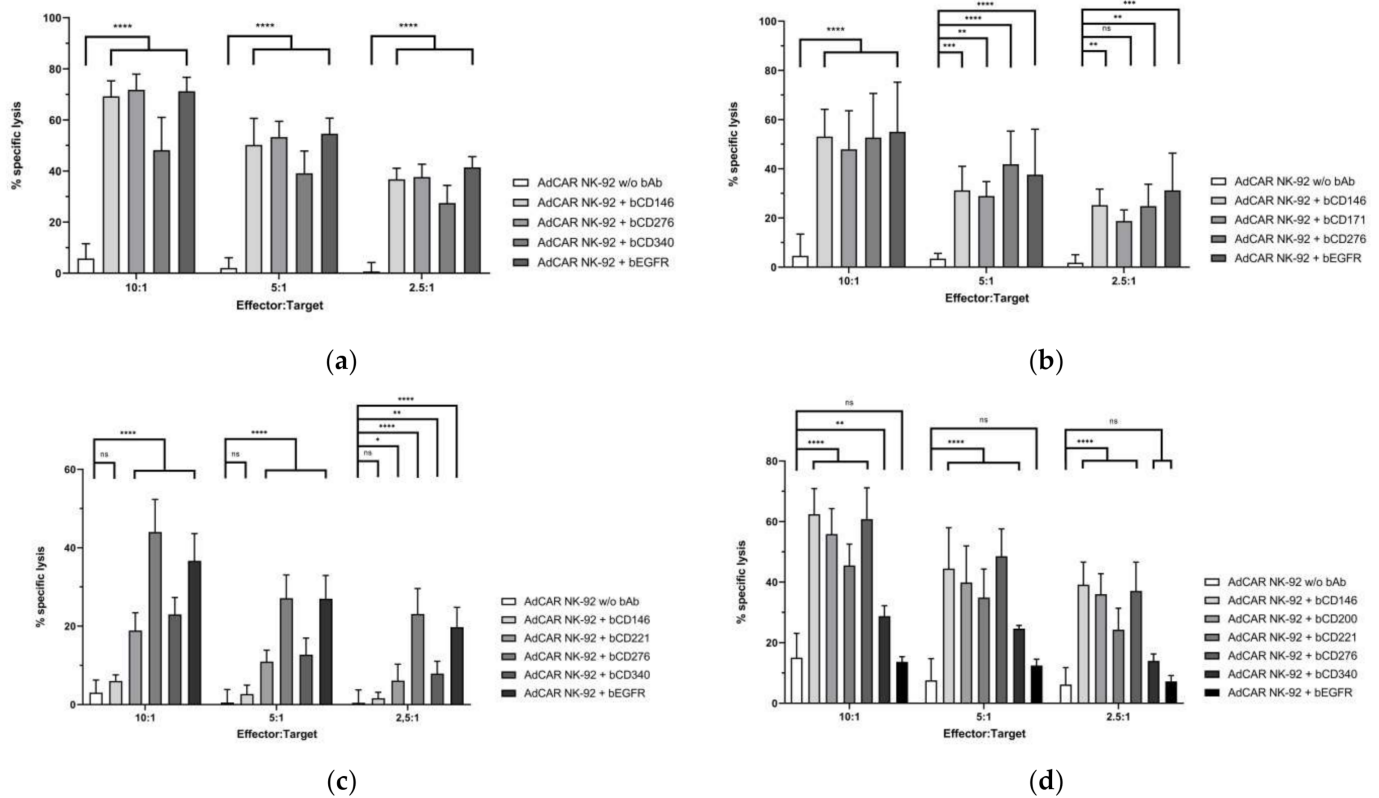 **** **** ****
% specific lysis
100
80
60
40
20
0
10:1 5:1 2.5:1
Effector:Target
AdCAR NK-92 w/o bAb
AdCAR NK-92 + bCD146
AdCAR NK-92 + bCD276
AdCAR NK-92 + bCD340
AdCAR NK-92 + bEGFR
(a)
****
****
****
**
***
***
**
ns
**
% specific lysis
100
80
60
40
20
0
10:1 5:1 2.5:1
Effector:Target
AdCAR NK-92 w/o bAb
AdCAR NK-92 + bCD146
AdCAR NK-92 + bCD171
AdCAR NK-92 + bCD276
AdCAR NK-92 + bEGFR
(b)
****
ns
****
ns
****
**
****
*
ns
% specific lysis
60
40
20
0
10:1 5:1 2,5:1
Effector:Target
AdCAR NK-92 w/o bAb
AdCAR NK-92 + bCD146
AdCAR NK-92 + bCD221
AdCAR NK-92 + bCD276
AdCAR NK-92 + bCD340
AdCAR NK-92 + bEGFR
(c)
ns
**
****
ns
****
ns
****
% specific lysis
80
60
40
20
0
10:1 5:1 2.5:1
Effector:Target
AdCAR NK-92 w/o bAb
AdCAR NK-92 + bCD146
AdCAR NK-92 + bCD200
AdCAR NK-92 + bCD221
AdCAR NK-92 + bCD276
AdCAR NK-92 + bCD340
AdCAR NK-92 + bEGFR
(d)